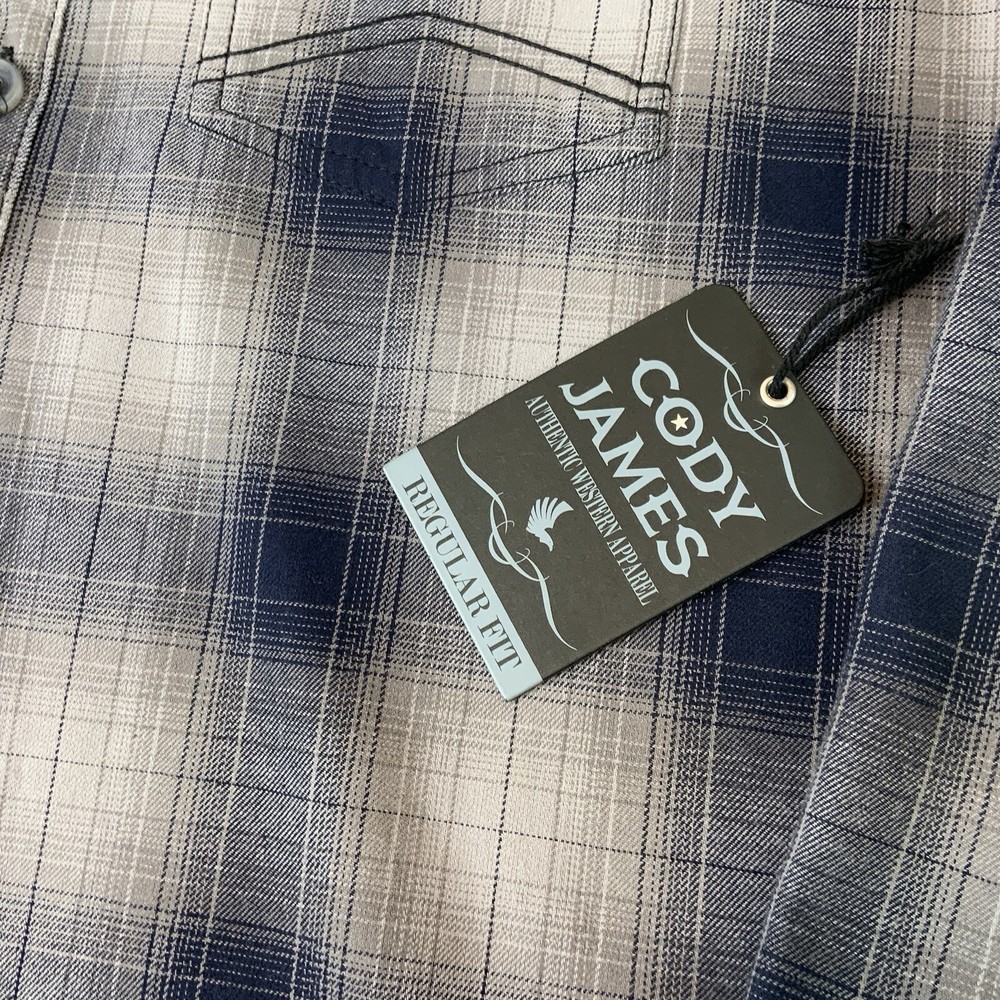 CODY
JAMES
AUTHENTIC WESTERN APPAREL
REGULAR FIT